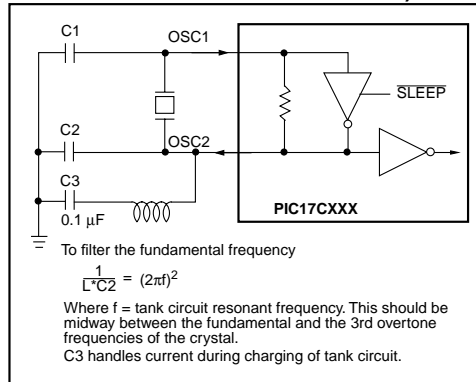 C1
OSC1
SLEEP
C2
OSC2
C3
0.1 μF
PIC17CXXX
To filter the fundamental frequency
1
L*C2
= (2πf)2
Where f = tank circuit resonant frequency. This should be
midway between the fundamental and the 3rd overtone
frequencies of the crystal.
C3 handles current during charging of tank circuit.